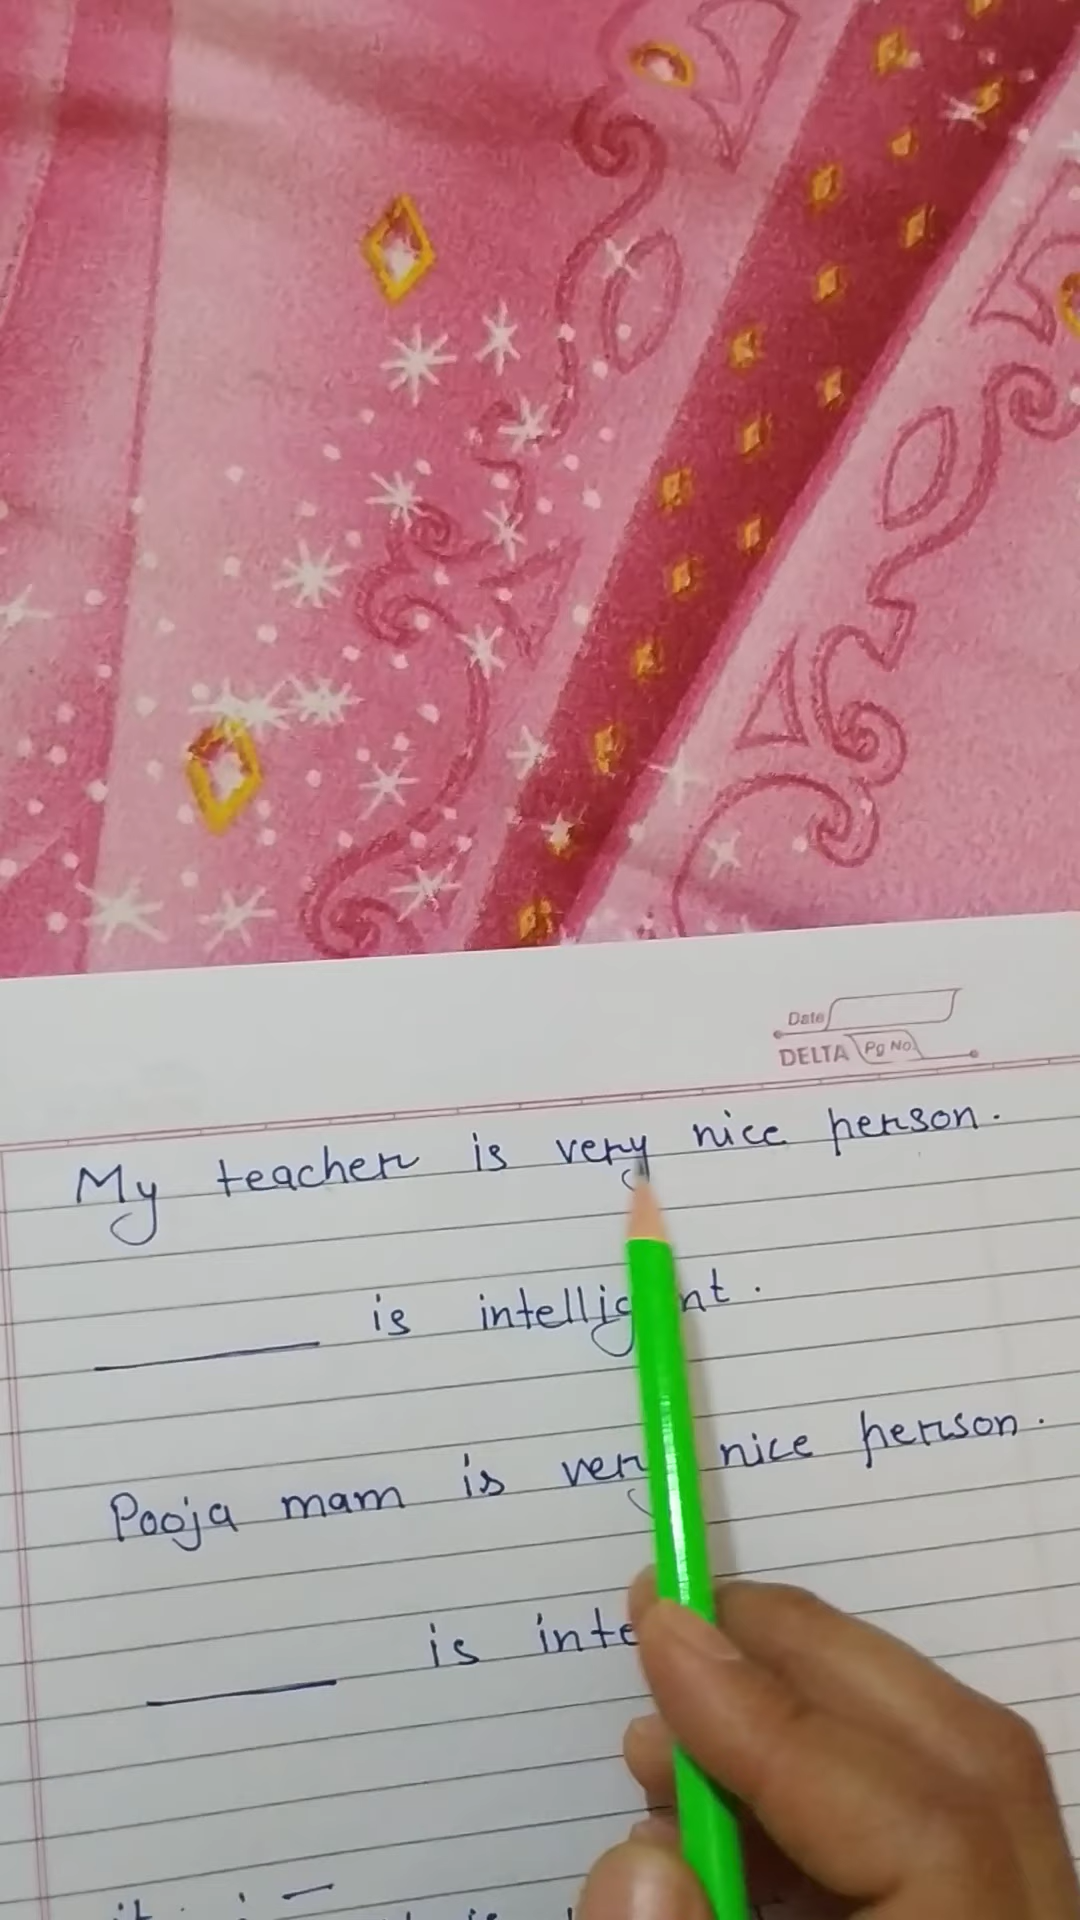 Date
DELTA Pg No.
My teacher is very nice person.
is intelligent.
Pooja mam is very nice person.
is inte